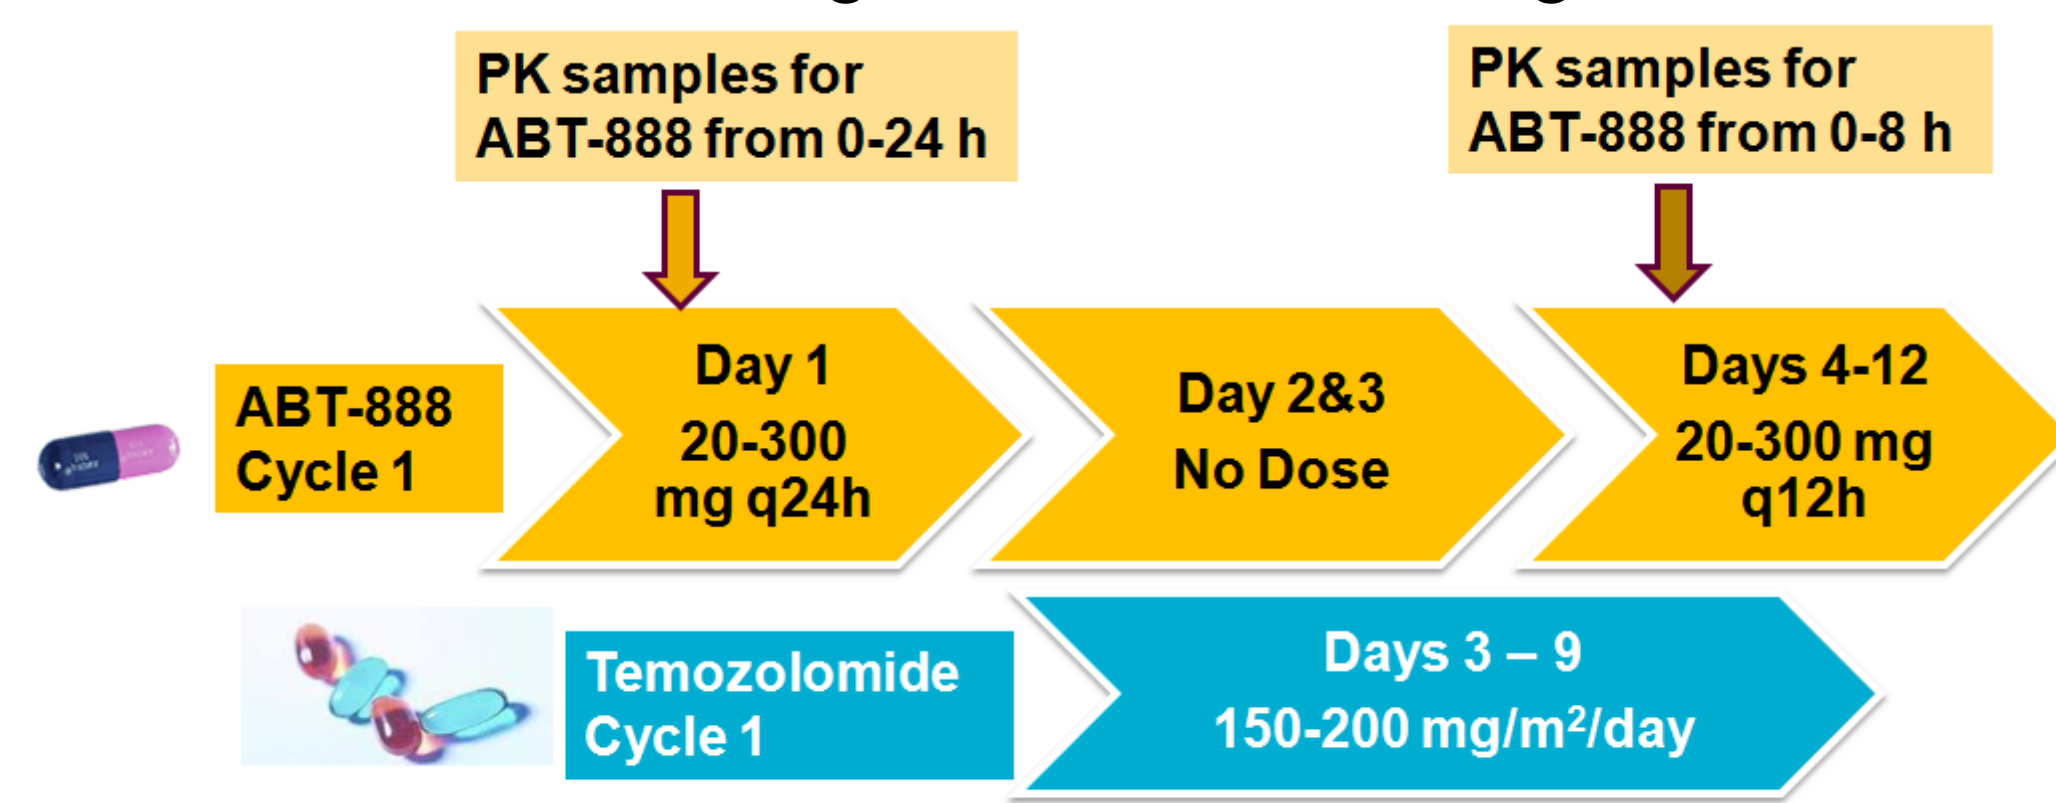 PK samples for
ABT-888 from 0-24 h
PK samples for
ABT-888 from 0-8 h
ABT-888
Cycle 1
Day 1
20-300
mg q24h
Day 2&3
No Dose
Days 4-12
20-300 mg
q12h
Temozolomide
Cycle 1
Days 3 – 9
150-200 mg/m²/day